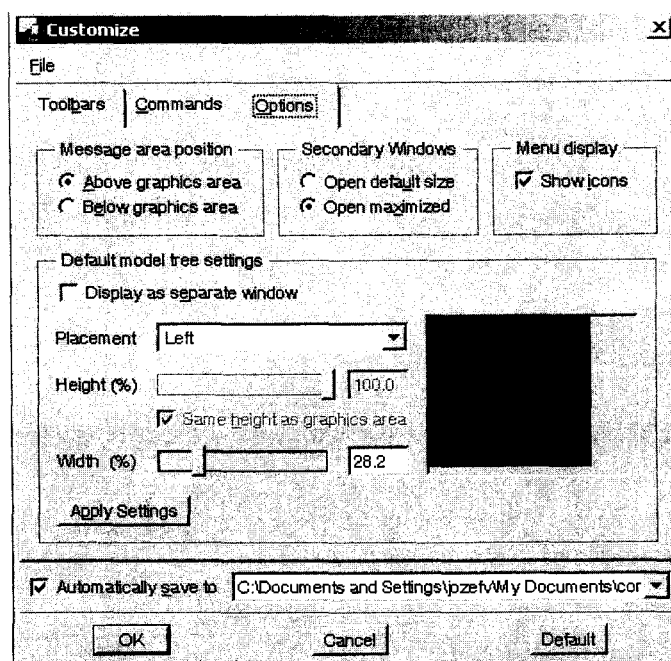 Customize
File
Toolbars Commands Options
Message area position
Above graphics area
Below graphics area
Secondary Windows
Open default size
Open maximized
Menu display
Show icons
Default model tree settings
Display as separate window
Placement Left
Height (%) 100.0
Same height as graphics area
Width (%) 28.2
Apply Settings
Automatically save to C:\Documents and Settings\jozefv\My Documents\cor
OK Cancel Default